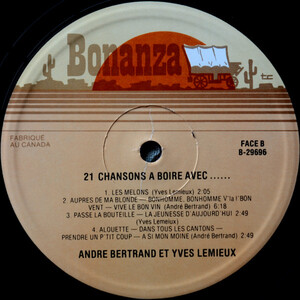 Bonanza
FABRIQUÉ
AU CANADA
FACE B
B-29696
21 CHANSONS A BOIRE AVEC......
1. LES MELONS (Yves Lemieux) 2:05
2. AUPRES DE MA BLONDE — BONHOMME, BONHOMME V'la l'BON
VENT - VIVE LE BON VIN (André Bertrand) 6:18
3. PASSE LA BOUTEILLE - LA JEUNESSE D'AUJOURD'HUI 2:49
(Yves Lemieux)
4. ALOUETTE - DANS TOUS LES CANTONS —
PRENDRE UN P'TIT COUP - A SI MON MOINE (André Bertrand) 2:49
ANDRE BERTRAND ET YVES LEMIEUX